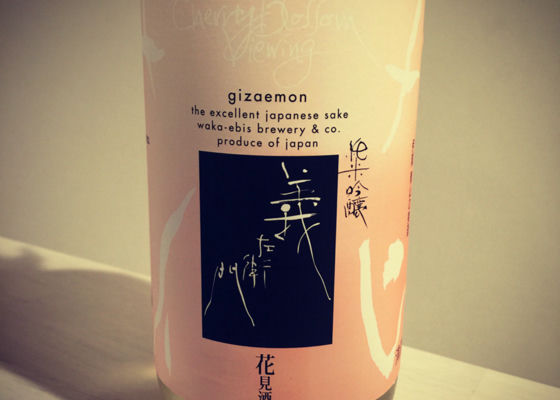 Cherry Blossom
Viewing
gizaemon
the excellent japanese sake
waka-ebis brewery & co.
produce of japan
純米吟醸
義左衛門
花見酒